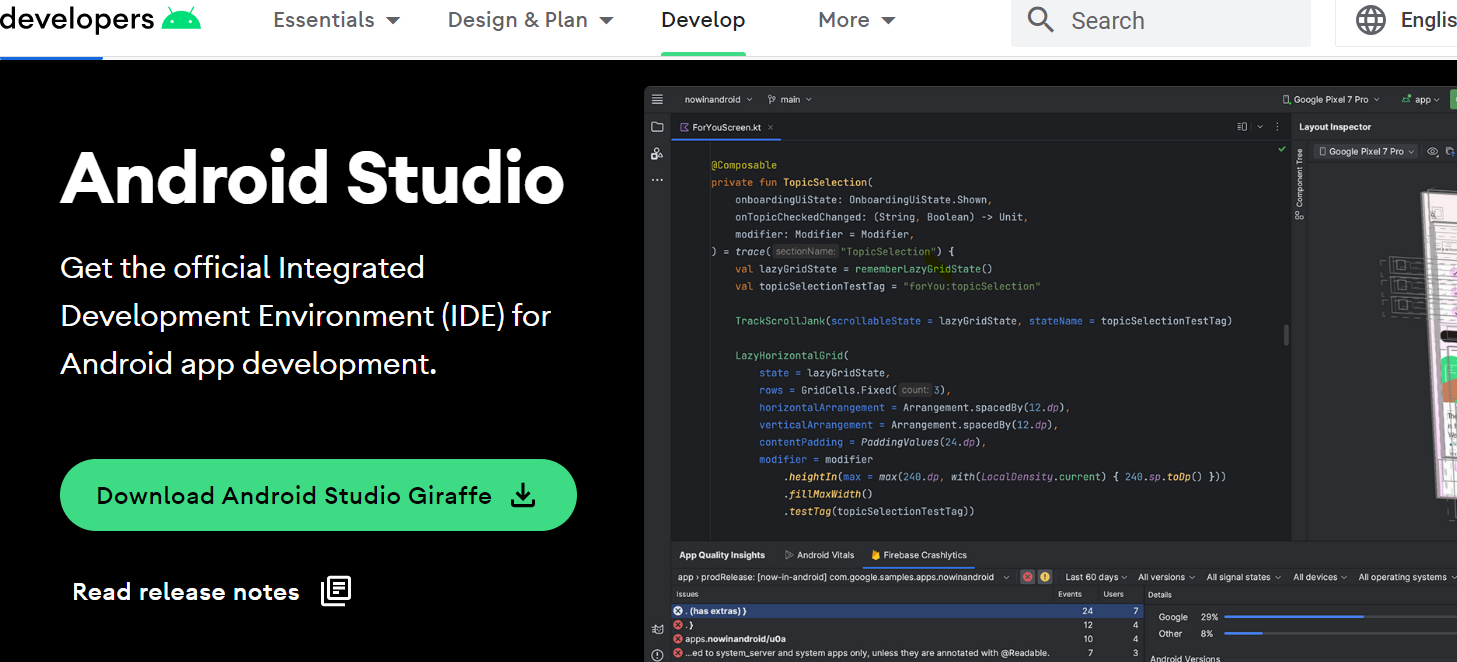 developers Essentials Design & Plan Develop More Search Englis
Android Studio
Get the official Integrated
Development Environment (IDE) for
Android app development.
Download Android Studio Giraffe
Read release notes
nowinandroid main Google Pixel 7 Pro app
ForYouScreen.kt
Layout Inspector
Google Pixel 7 Pro
Component Tree
@Composable
private fun TopicSelection(
onboardingUiState: OnboardingUiState.Shown,
onTopicCheckedChanged: (String, Boolean) -> Unit,
modifier: Modifier = Modifier,
) = trace( sectionName: "TopicSelection") {
val lazyGridState = rememberLazyGridState()
val topicSelectionTestTag = "forYou:topicSelection"
TrackScrollJank(scrollableState = lazyGridState, stateName = topicSelectionTestTag)
LazyHorizontalGrid(
state = lazyGridState,
rows = GridCells.Fixed( count: 3),
horizontalArrangement = Arrangement.spacedBy(12.dp),
verticalArrangement = Arrangement.spacedBy(12.dp),
contentPadding = PaddingValues(24.dp),
modifier = modifier
.heightIn(max = max(240.dp, with(LocalDensity.current) { 240.sp.toDp() }))
.fillMaxWidth()
.testTag(topicSelectionTestTag))
App Quality Insights Android Vitals Firebase Crashlytics
app › prodRelease: [now-in-android] com.google.samples.apps.nowinandroid Last 60 days All versions All signal states All devices All operating systems
Issues Events Users Details
. (has extras) } 24 7
. } 12 4
apps.nowinandroid/u0a 10 4
...ed to system_server and system apps only, unless they are annotated with @Readable. 7 3
Google 29%
Other 8%
Android Versions